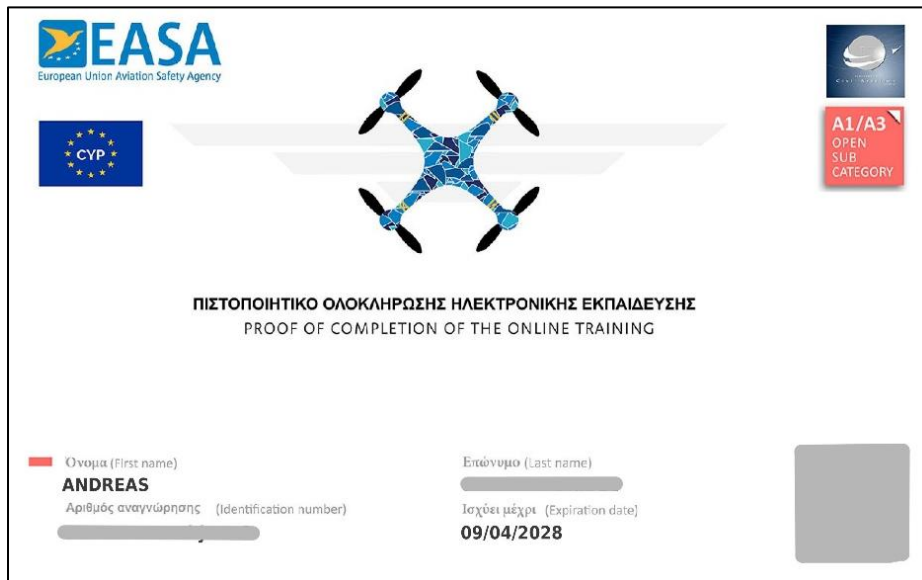 EASA
European Union Aviation Safety Agency
CYP
A1/A3
OPEN
SUB
CATEGORY
ΠΙΣΤΟΠΟΙΗΤΙΚΟ ΟΛΟΚΛΗΡΩΣΗΣ ΗΛΕΚΤΡΟΝΙΚΗΣ ΕΚΠΑΙΔΕΥΣΗΣ
PROOF OF COMPLETION OF THE ONLINE TRAINING
Όνομα (First name)
ANDREAS
Επώνυμο (Last name)
Αριθμός αναγνώρησης (Identification number)
Ισχύει μέχρι (Expiration date)
09/04/2028